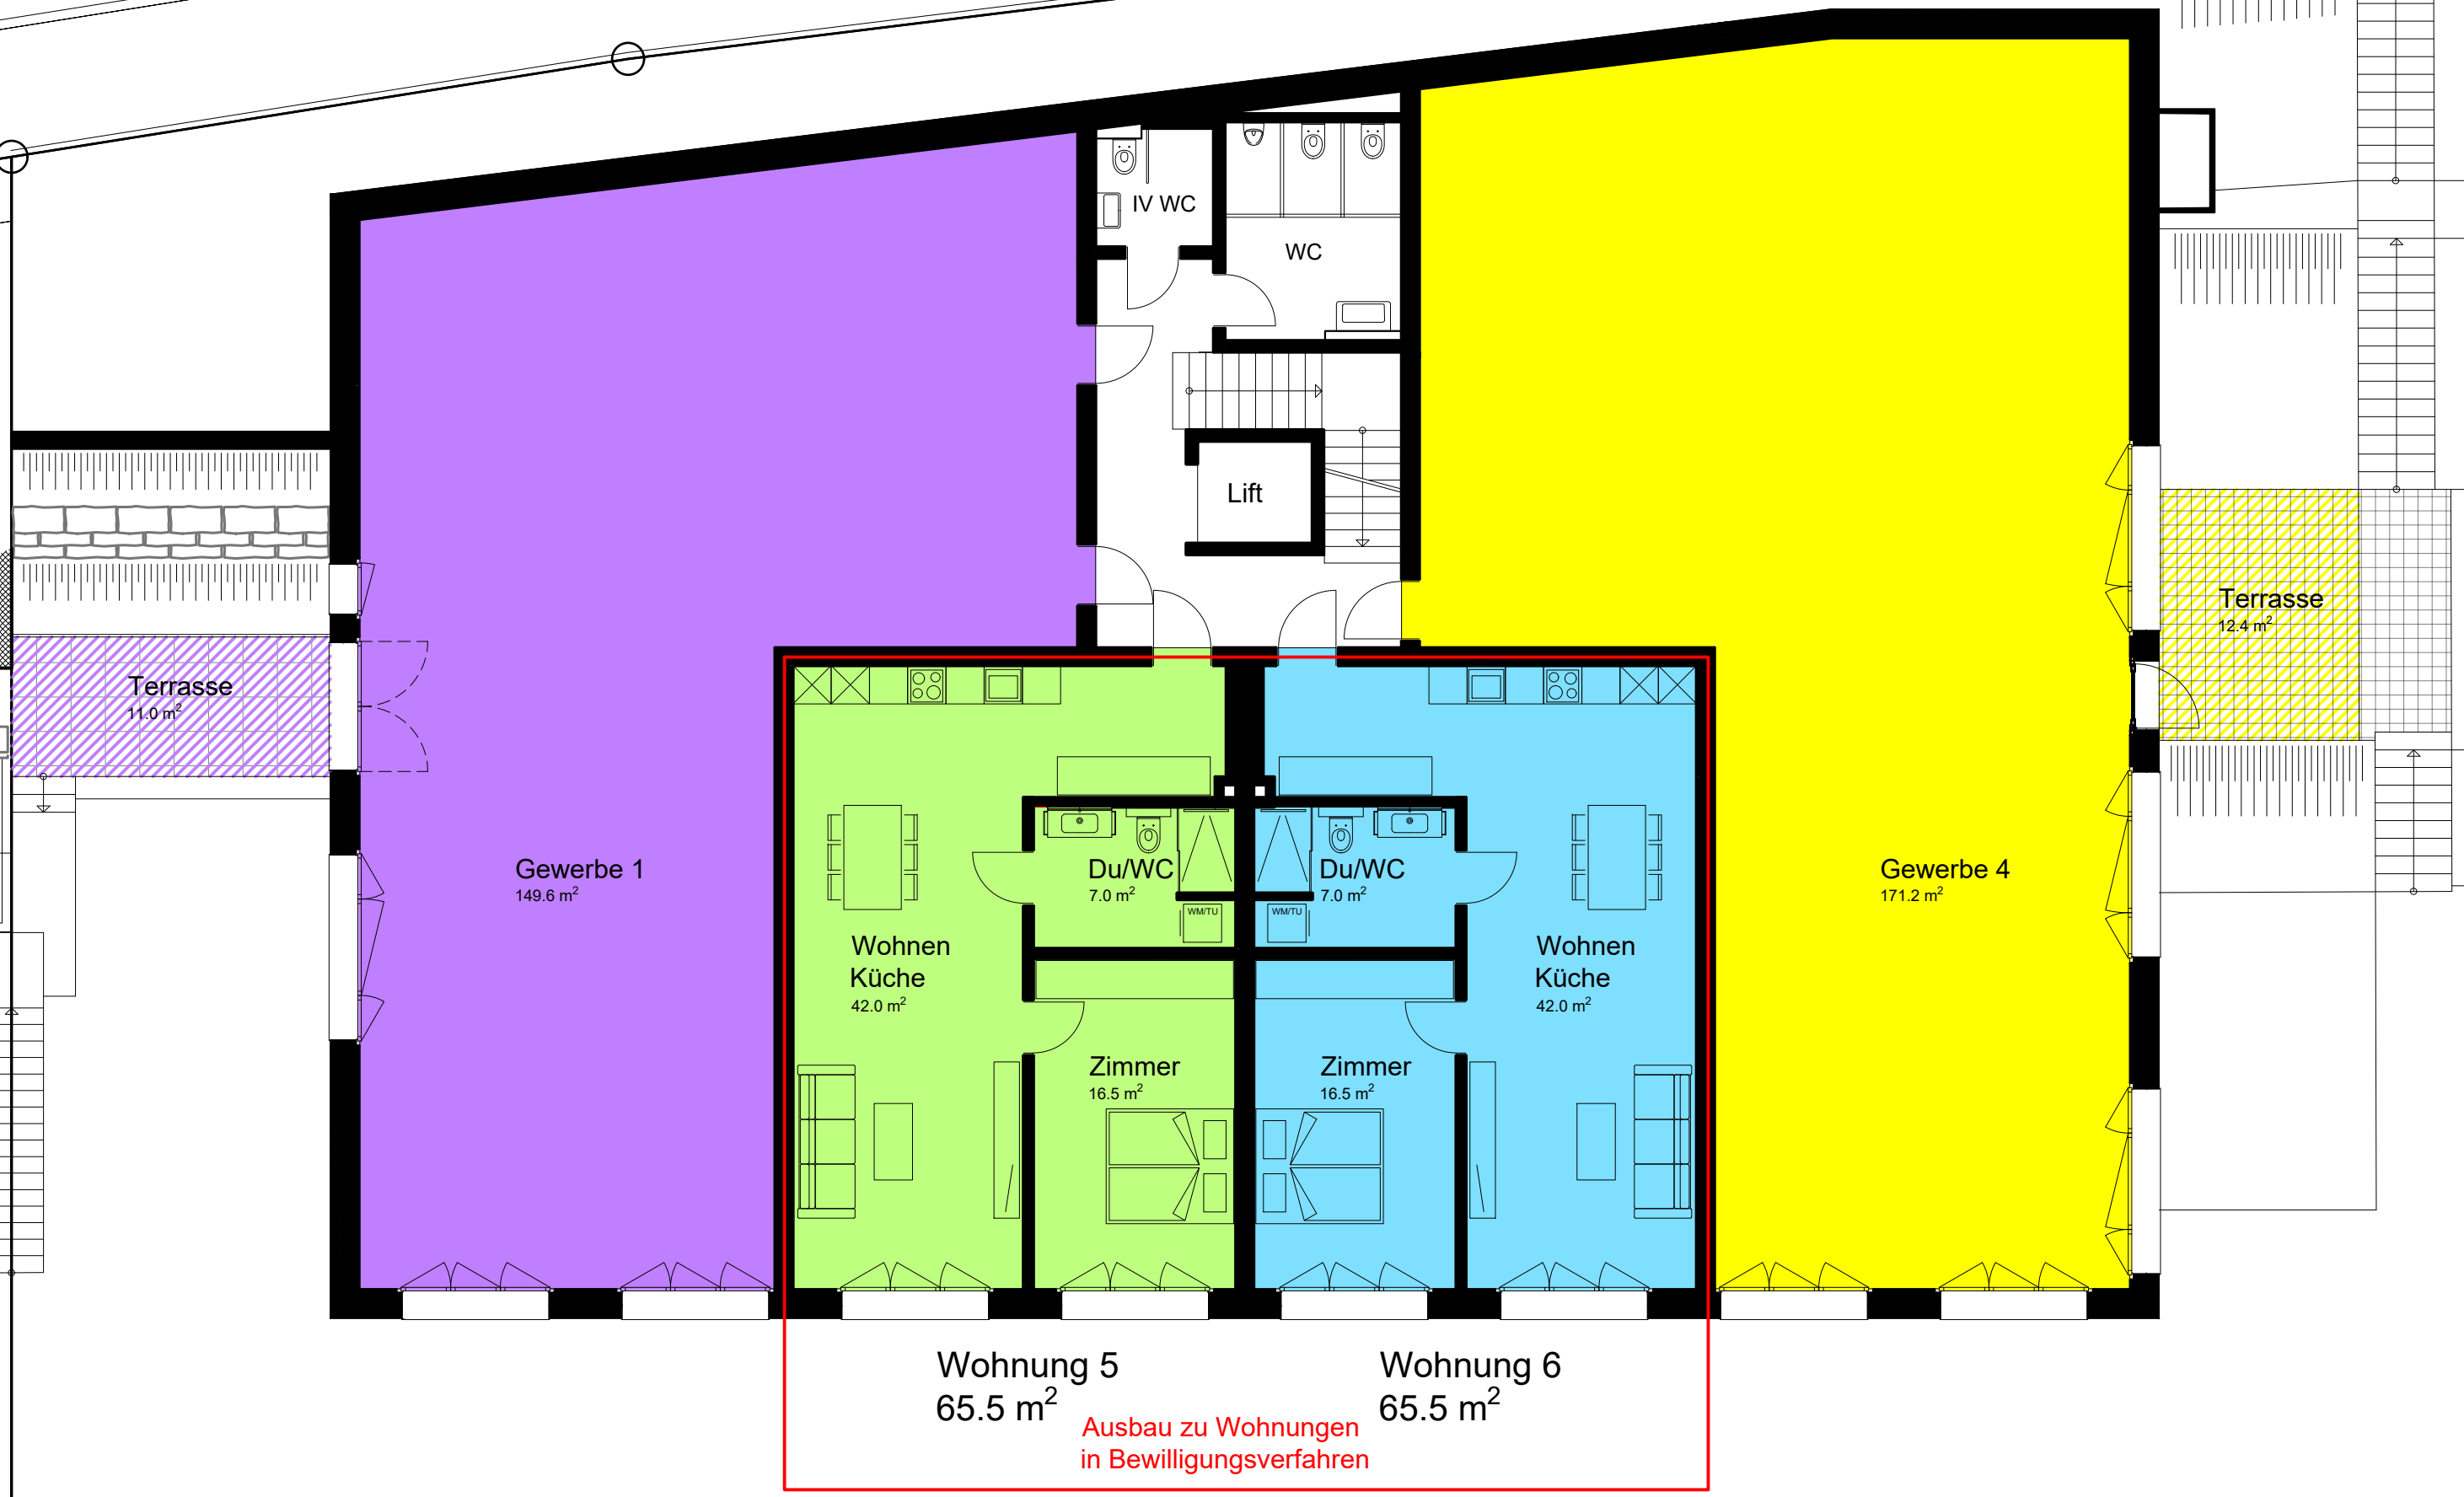 IV WC
WC
Lift
Terrasse
12.4 m²
Terrasse
11.0 m²
Gewerbe 1
149.6 m²
Du/WC
7.0 m²
WM/TU
Du/WC
7.0 m²
WM/TU
Gewerbe 4
171.2 m²
Wohnen
Küche
42.0 m²
Wohnen
Küche
42.0 m²
Zimmer
16.5 m²
Zimmer
16.5 m²
Wohnung 5
65.5 m²
Wohnung 6
65.5 m²
Ausbau zu Wohnungen
in Bewilligungsverfahren